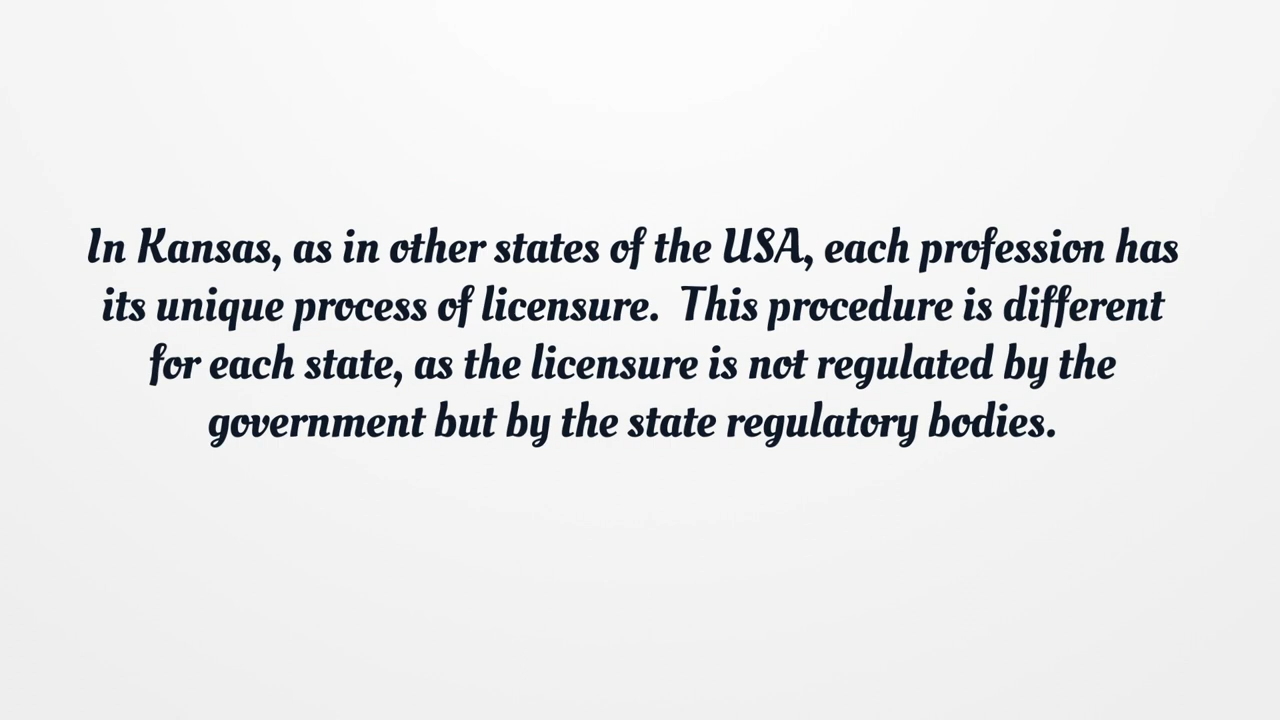 In Kansas, as in other states of the USA, each profession has
its unique process of licensure.  This procedure is different
for each state, as the licensure is not regulated by the
government but by the state regulatory bodies.